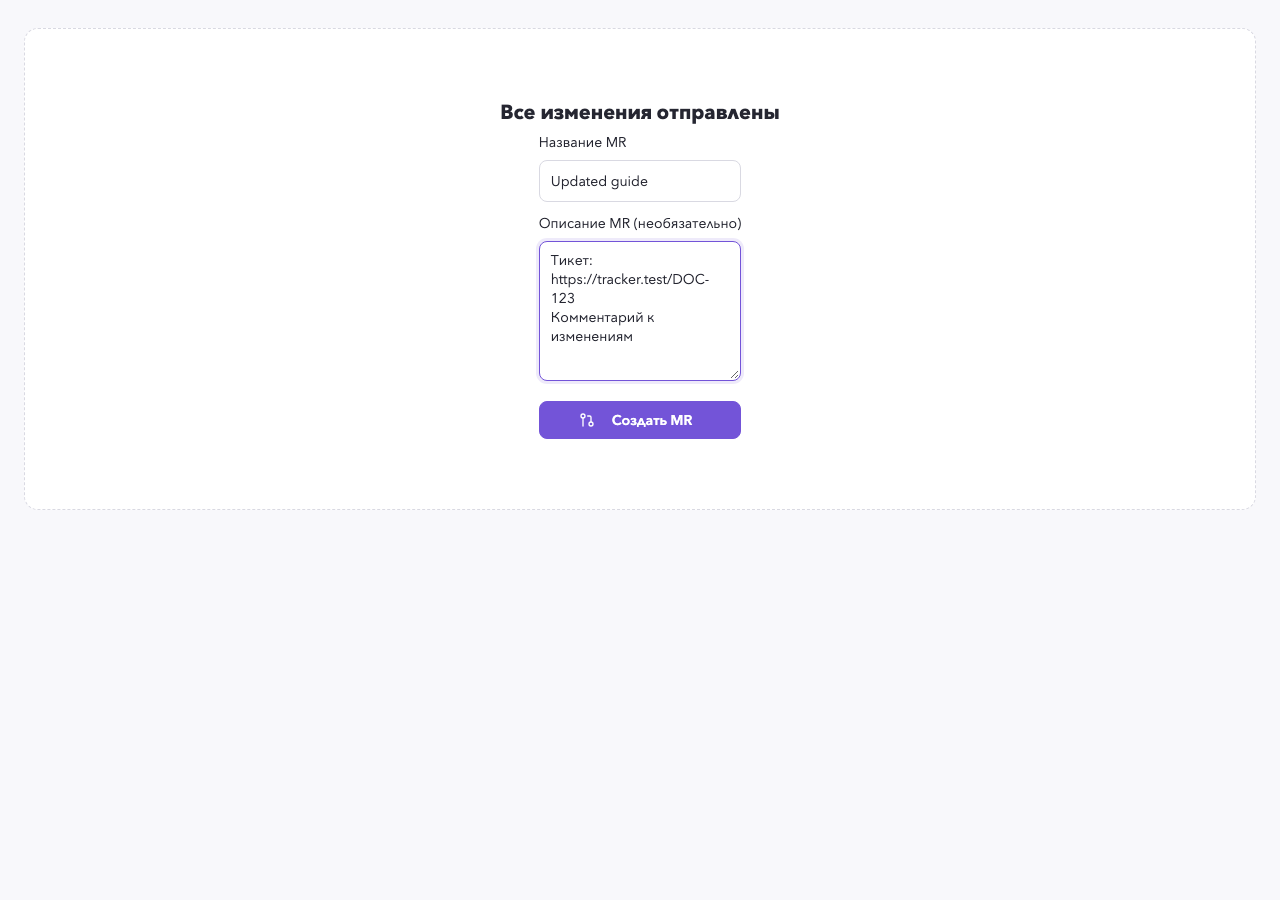 Все изменения отправлены
Название MR
Updated guide
Описание MR (необязательно)
Тикет:
https://tracker.test/DOC-
123
Комментарий к
изменениям
Создать MR